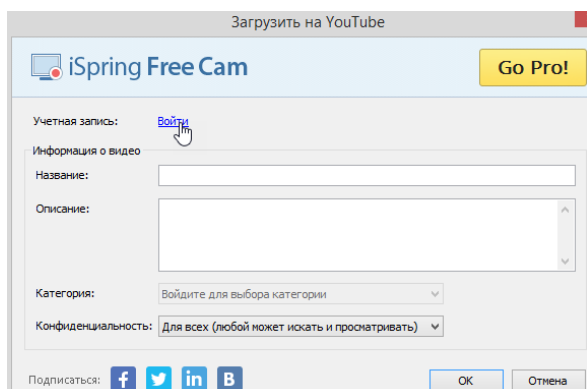 Загрузить на YouTube
iSpring Free Cam
Go Pro!
Учетная запись: Войти
Информация о видео
Название:
Описание:
Категория: Войдите для выбора категории
Конфиденциальность: Для всех (любой может искать и просматривать)
Подписаться: f in B
OK Отмена